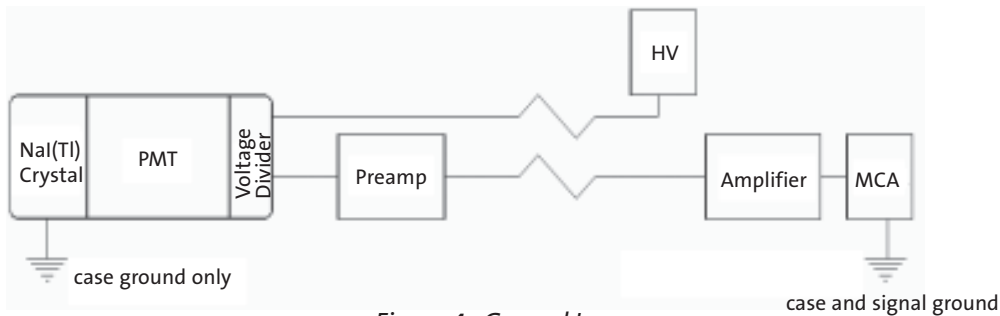 HV
NaI(Tl)
Crystal
PMT
Voltage
Divider
Preamp
Amplifier
MCA
case ground only
case and signal ground